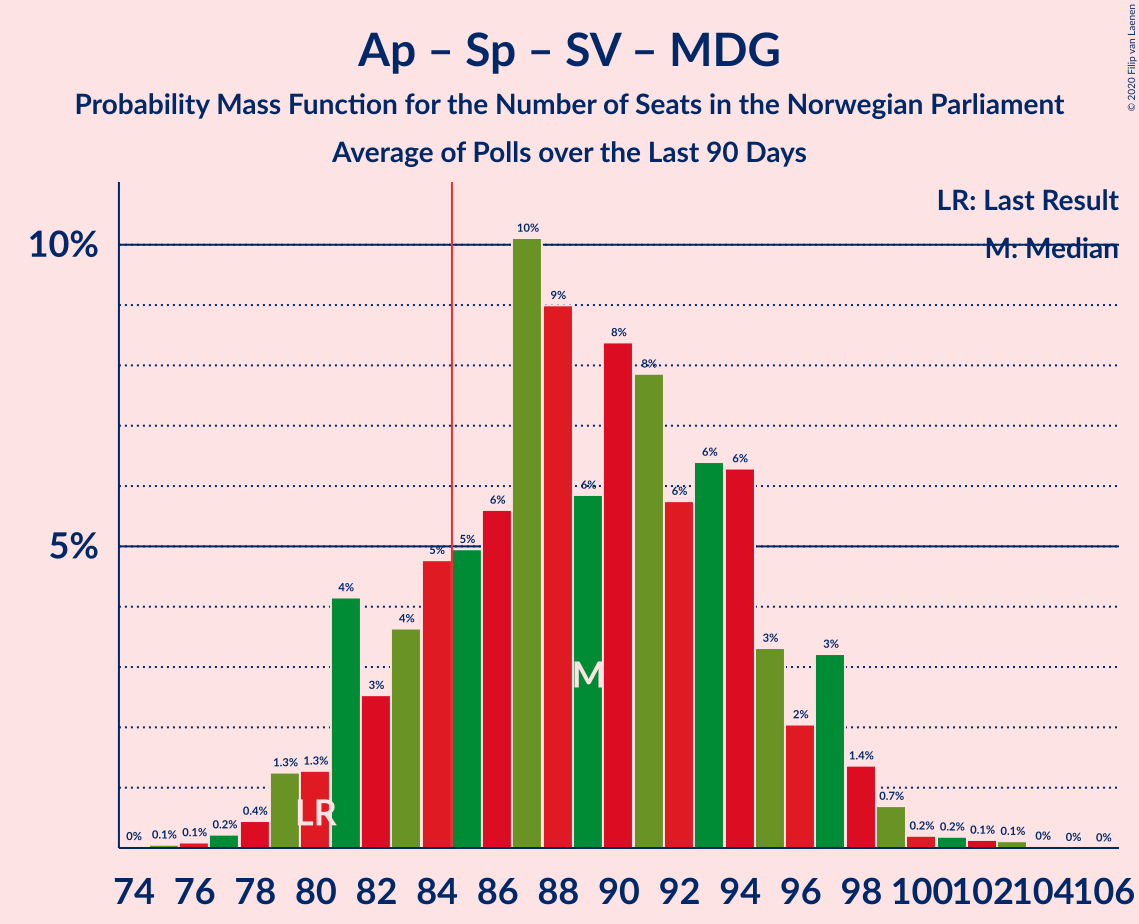 Ap – Sp – SV – MDG
Probability Mass Function for the Number of Seats in the Norwegian Parliament
Average of Polls over the Last 90 Days
© 2020 Filip van Laenen
LR: Last Result
M: Median
10%
5%
0% 0.1% 0.1% 0.2% 0.4% 1.3% 1.3% 4% 3% 4% 5% 5% 6% 10% 9% 6% 8% 8% 6% 6% 6% 3% 2% 3% 1.4% 0.7% 0.2% 0.2% 0.1% 0.1% 0% 0% 0%
LR
M
74 76 78 80 82 84 86 88 90 92 94 96 98 100 102 104 106